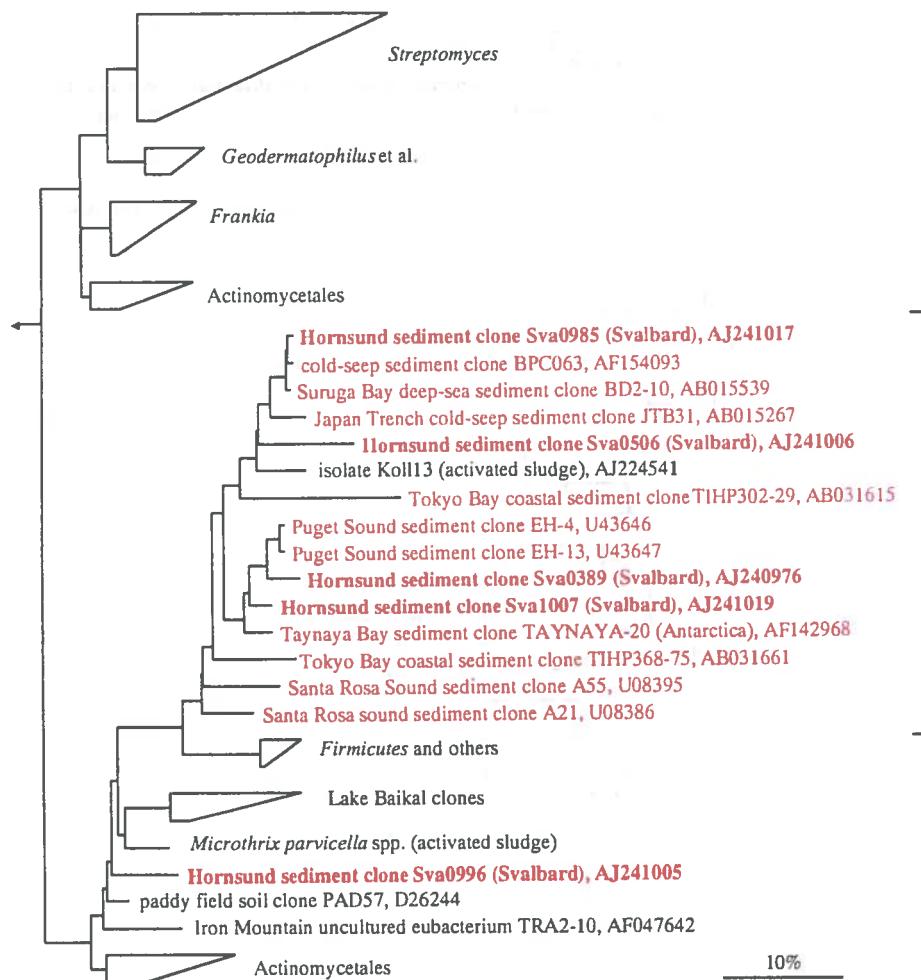 Streptomyces
Geodermatophilus et al.
Frankia
Actinomycetales
Hornsund sediment clone Sva0985 (Svalbard), AJ241017
cold-seep sediment clone BPC063, AF154093
Suruga Bay deep-sea sediment clone BD2-10, AB015539
Japan Trench cold-seep sediment clone JTB31, AB015267
Hornsund sediment clone Sva0506 (Svalbard), AJ241006
isolate Koll13 (activated sludge), AJ224541
Tokyo Bay coastal sediment clone TIHP302-29, AB031615
Puget Sound sediment clone EH-4, U43646
Puget Sound sediment clone EH-13, U43647
Hornsund sediment clone Sva0389 (Svalbard), AJ240976
Hornsund sediment clone Sva1007 (Svalbard), AJ241019
Taynaya Bay sediment clone TAYNAYA-20 (Antarctica), AF142968
Tokyo Bay coastal sediment clone TIHP368-75, AB031661
Santa Rosa Sound sediment clone A55, U08395
Santa Rosa sound sediment clone A21, U08386
Firmicutes and others
Lake Baikal clones
Microthrix parvicella spp. (activated sludge)
Hornsund sediment clone Sva0996 (Svalbard), AJ241005
paddy field soil clone PAD57, D26244
Iron Mountain uncultured eubacterium TRA2-10, AF047642
Actinomycetales
10%